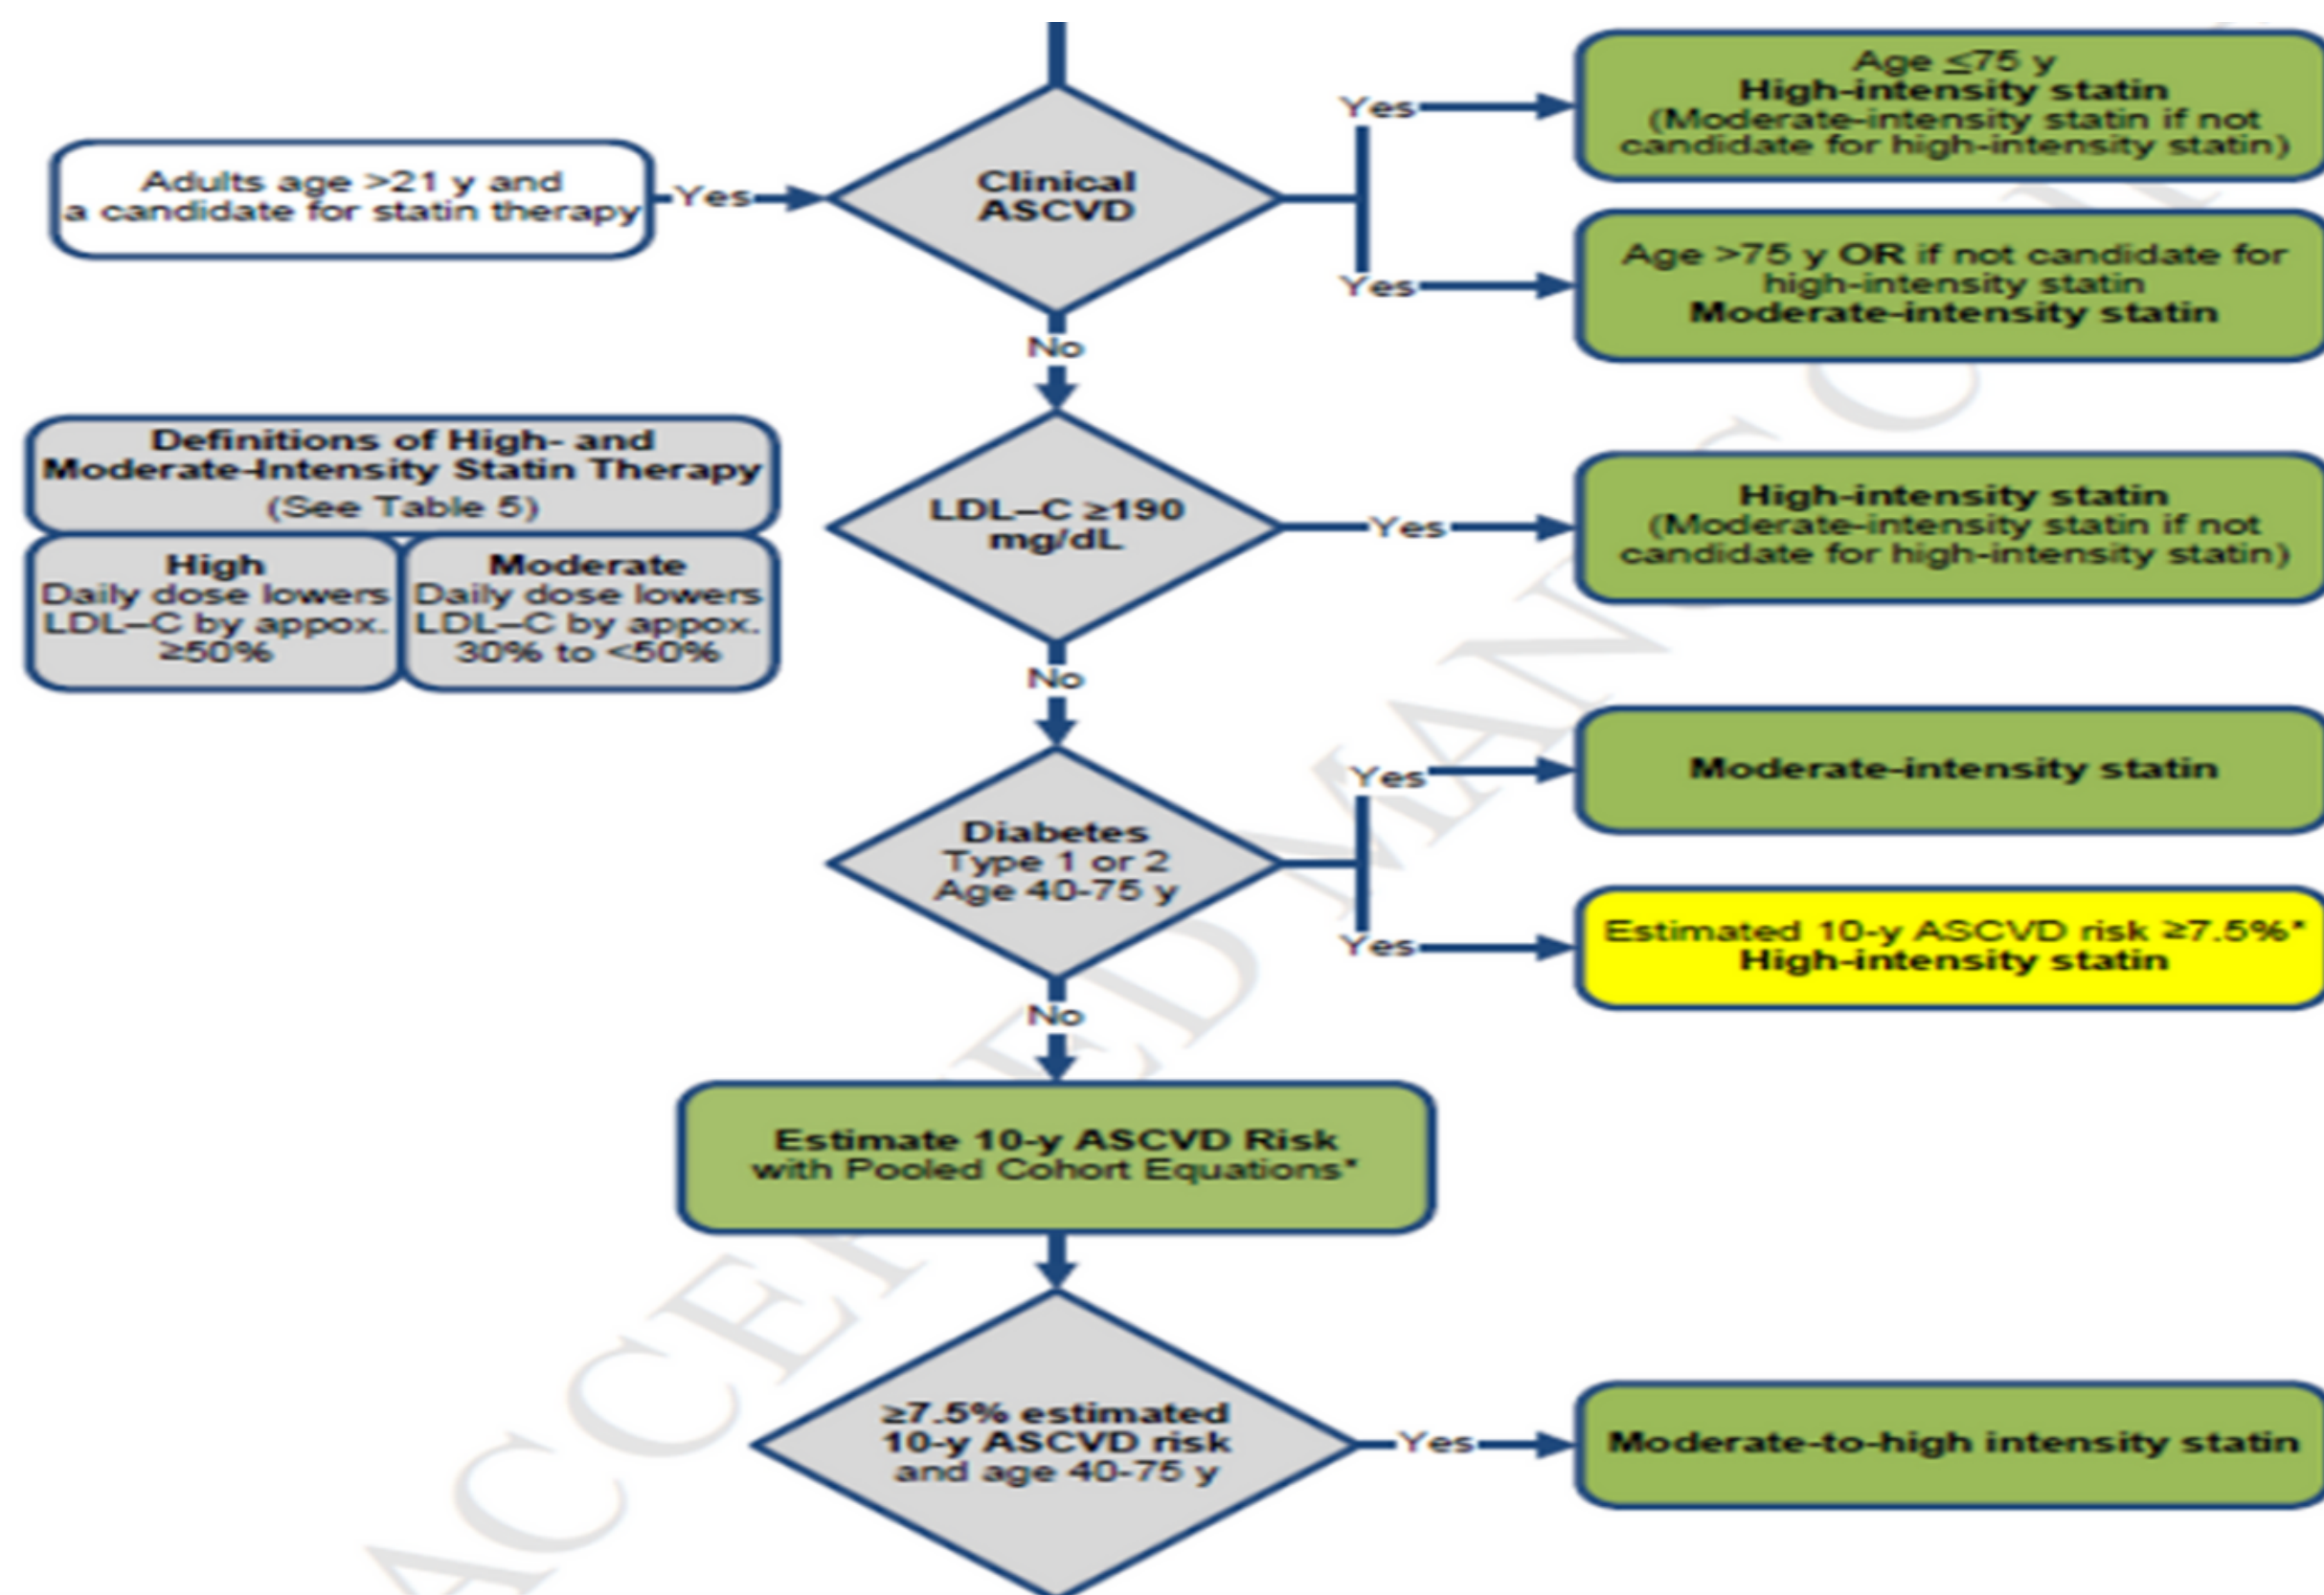 Age ≤75 y
High-intensity statin
(Moderate-intensity statin if not
candidate for high-intensity statin)
Adults age >21 y and
a candidate for statin therapy
Yes
Clinical
ASCVD
Yes
Yes
Age >75 y OR if not candidate for
high-intensity statin
Moderate-intensity statin
No
Definitions of High- and
Moderate-Intensity Statin Therapy
(See Table 5)
High
Daily dose lowers
LDL–C by appox.
≥50%
Moderate
Daily dose lowers
LDL–C by appox.
30% to <50%
LDL–C ≥190
mg/dL
Yes
High-intensity statin
(Moderate-intensity statin if not
candidate for high-intensity statin)
No
Diabetes
Type 1 or 2
Age 40-75 y
Yes
Moderate-intensity statin
Yes
Estimated 10-y ASCVD risk ≥7.5%*
High-intensity statin
No
Estimate 10-y ASCVD Risk
with Pooled Cohort Equations*
≥7.5% estimated
10-y ASCVD risk
and age 40-75 y
Yes
Moderate-to-high intensity statin